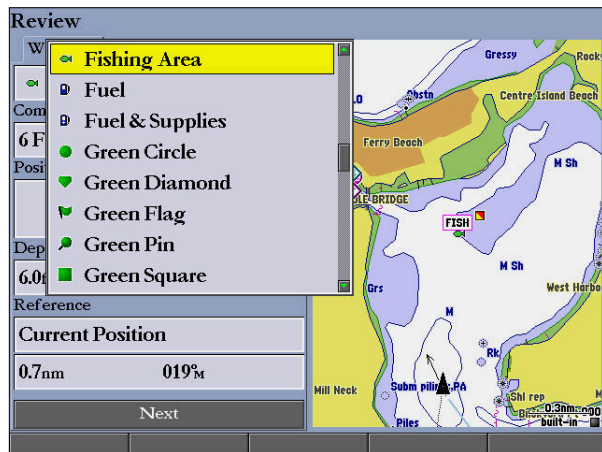 Review
W
Fishing Area
Fuel
Fuel & Supplies
Green Circle
Green Diamond
Green Flag
Green Pin
Green Square
Com
6 F
Posi
Dep
6.0f
Reference
Current Position
0.7nm 019°M
Next
Gressy
Rocky
Obstn
Centre Island Beach
Ferry Beach
M Sh
BRIDGE
FISH
M Sh
Grs
West Harbo
M
Rk
Mill Neck
Subm piling,PA
Shl rep
Piles
0.3nm
built-in